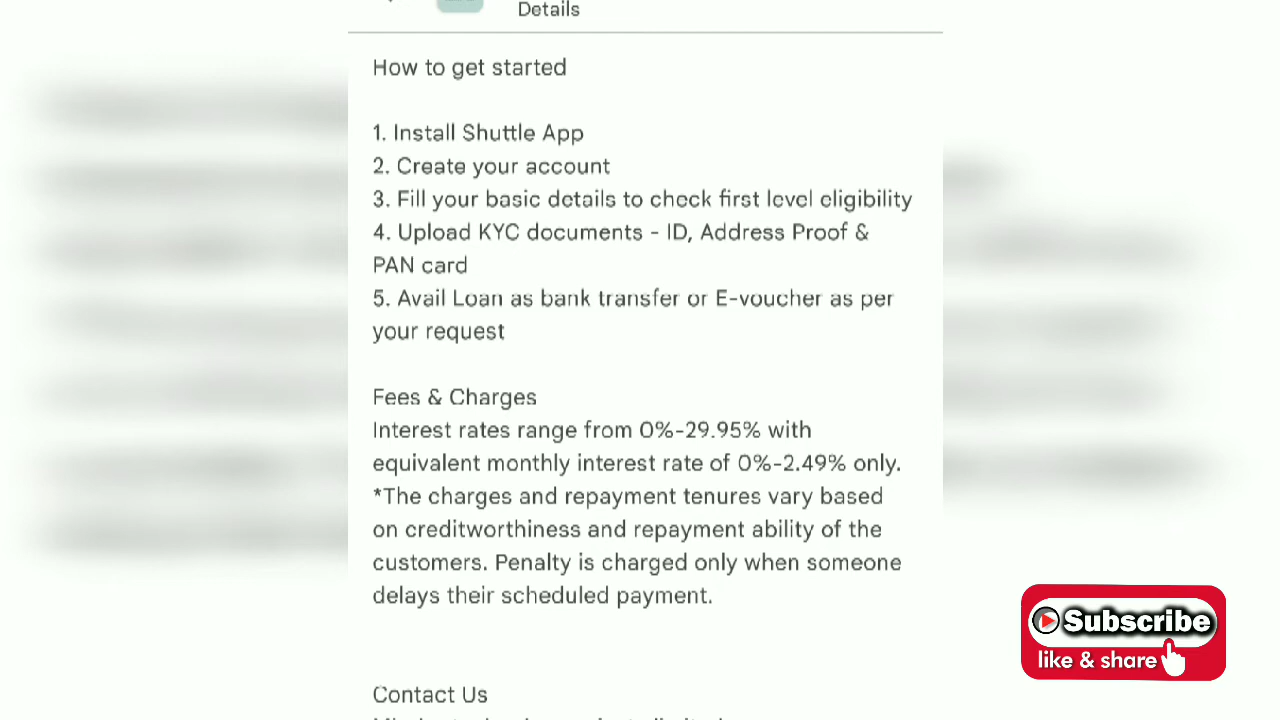 Details
How to get started
1. Install Shuttle App
2. Create your account
3. Fill your basic details to check first level eligibility
4. Upload KYC documents - ID, Address Proof &
PAN card
5. Avail Loan as bank transfer or E-voucher as per
your request
Fees & Charges
Interest rates range from 0%-29.95% with
equivalent monthly interest rate of 0%-2.49% only.
*The charges and repayment tenures vary based
on creditworthiness and repayment ability of the
customers. Penalty is charged only when someone
delays their scheduled payment.
Contact Us
Subscribe
like & share